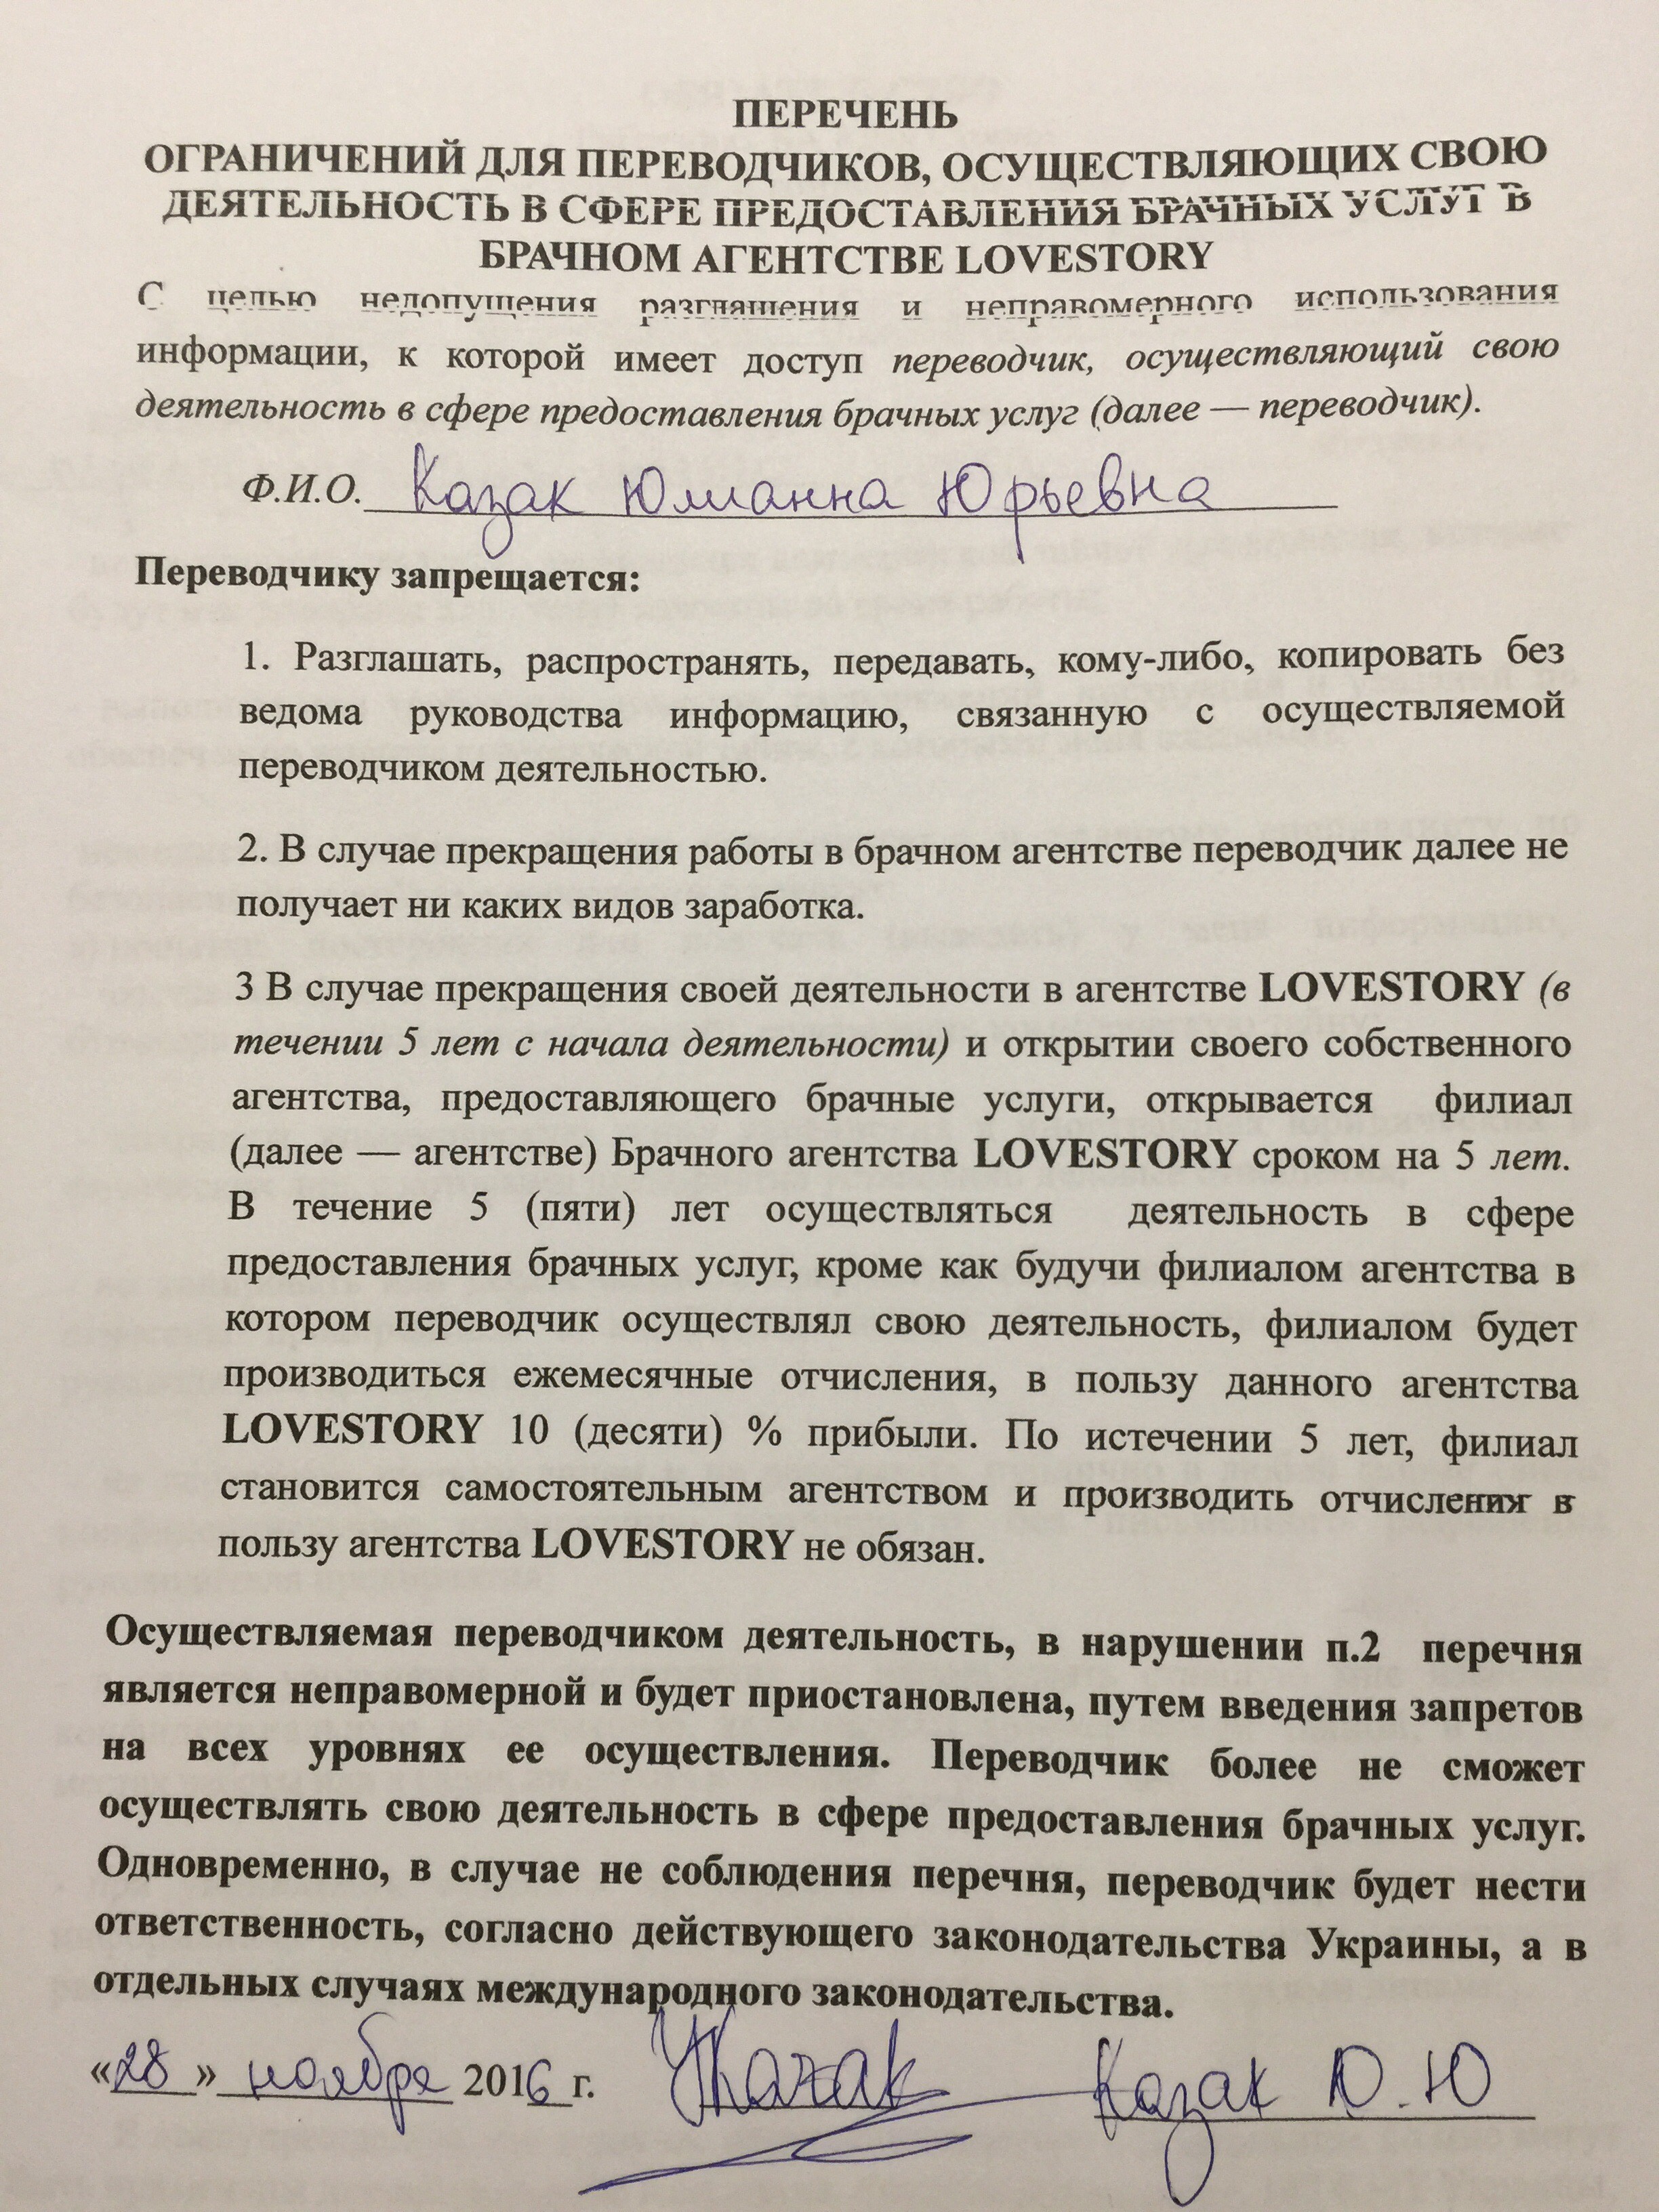 ПЕРЕЧЕНЬ
ОГРАНИЧЕНИЙ ДЛЯ ПЕРЕВОДЧИКОВ, ОСУЩЕСТВЛЯЮЩИХ СВОЮ
ДЕЯТЕЛЬНОСТЬ В СФЕРЕ ПРЕДОСТАВЛЕНИЯ БРАЧНЫХ УСЛУГ В
БРАЧНОМ АГЕНТСТВЕ LOVESTORY
С целью недопущения разглашения и неправомерного использования
информации, к которой имеет доступ переводчик, осуществляющий свою
деятельность в сфере предоставления брачных услуг (далее — переводчик).
Ф.И.О. Казак Юлианна Юрьевна
Переводчику запрещается:
1. Разглашать, распространять, передавать, кому-либо, копировать без
ведома руководства информацию, связанную с осуществляемой
переводчиком деятельностью.
2. В случае прекращения работы в брачном агентстве переводчик далее не
получает ни каких видов заработка.
3 В случае прекращения своей деятельности в агентстве LOVESTORY (в
течении 5 лет с начала деятельности) и открытии своего собственного
агентства, предоставляющего брачные услуги, открывается филиал
(далее — агентстве) Брачного агентства LOVESTORY сроком на 5 лет.
В течение 5 (пяти) лет осуществляться деятельность в сфере
предоставления брачных услуг, кроме как будучи филиалом агентства в
котором переводчик осуществлял свою деятельность, филиалом будет
производиться ежемесячные отчисления, в пользу данного агентства
LOVESTORY 10 (десяти) % прибыли. По истечении 5 лет, филиал
становится самостоятельным агентством и производить отчисления в
пользу агентства LOVESTORY не обязан.
Осуществляемая переводчиком деятельность, в нарушении п.2 перечня
является неправомерной и будет приостановлена, путем введения запретов
на всех уровнях ее осуществления. Переводчик более не сможет
осуществлять свою деятельность в сфере предоставления брачных услуг.
Одновременно, в случае не соблюдения перечня, переводчик будет нести
ответственность, согласно действующего законодательства Украины, а в
отдельных случаях международного законодательства.
«28» ноября 2016 г. Казак Ю.Ю